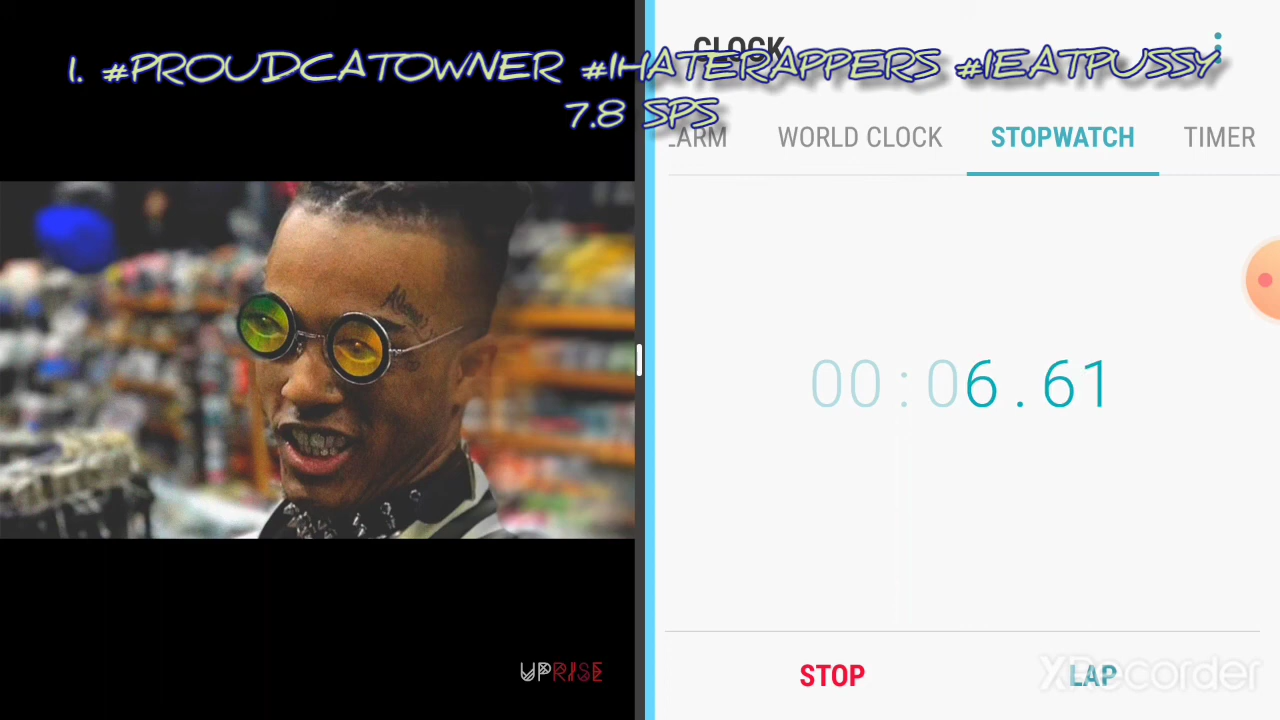 CLOCK
1. #PROUDCATOWNER #IHATERAPPERS #IEATPUSSY
7.8 SPS
LARM WORLD CLOCK STOPWATCH TIMER
00:06.61
UPRISE
STOP LAP
XRecorder